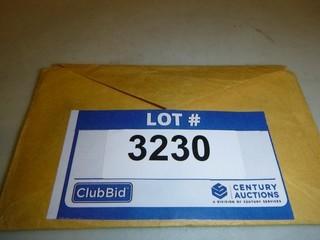 LOT #
3230
ClubBid
CENTURY
AUCTIONS
A DIVISION OF CENTURY SERVICES